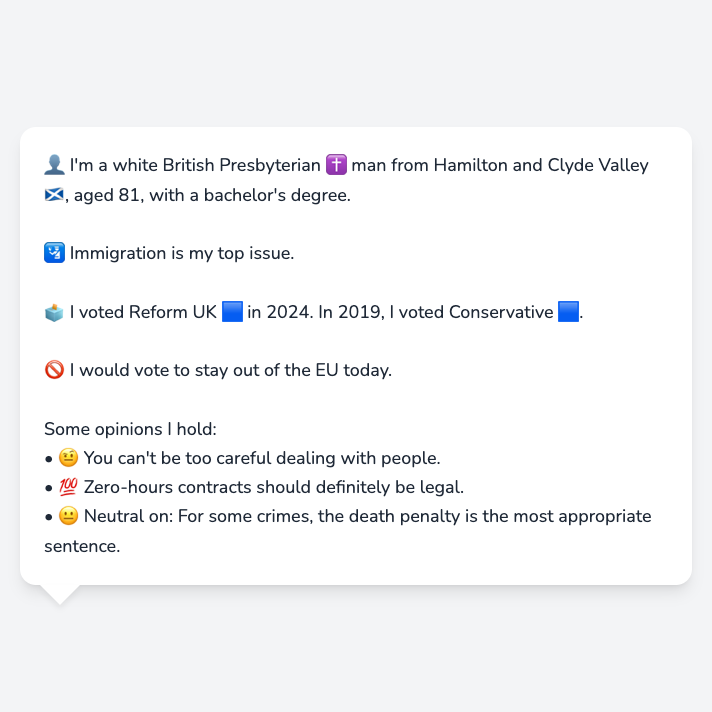 👤 I'm a white British Presbyterian ✝️ man from Hamilton and Clyde Valley
🏴󠁧󠁢󠁳󠁣󠁴󠁿, aged 81, with a bachelor's degree.
🛂 Immigration is my top issue.
🗳️ I voted Reform UK 🟦 in 2024. In 2019, I voted Conservative 🟦.
🚫 I would vote to stay out of the EU today.
Some opinions I hold:
• 🤨 You can't be too careful dealing with people.
• 💯 Zero-hours contracts should definitely be legal.
• 😐 Neutral on: For some crimes, the death penalty is the most appropriate
sentence.